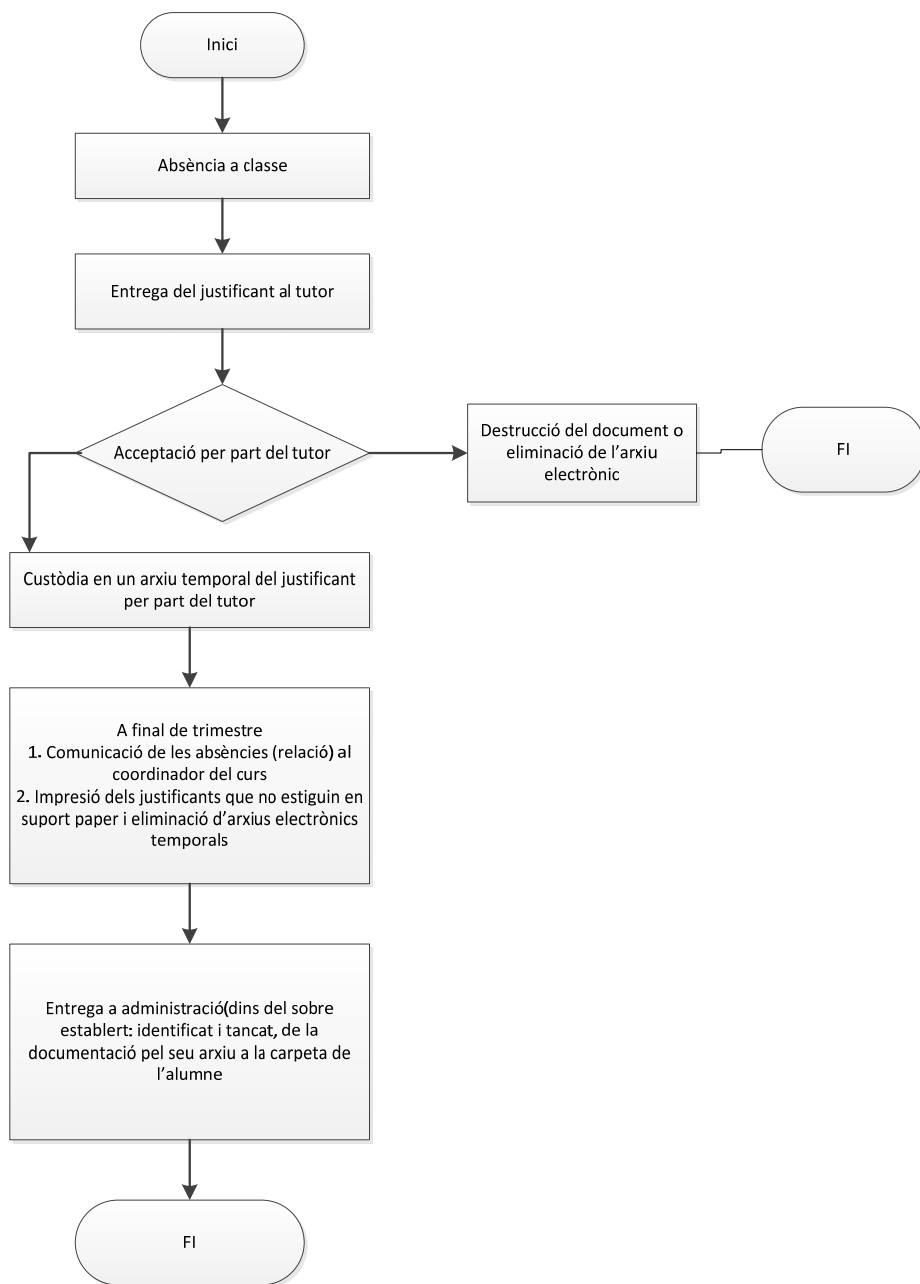 Inici
Absència a classe
Entrega del justificant al tutor
Acceptació per part del tutor
Destrucció del document o
eliminació de l’arxiu
electrònic
FI
Custòdia en un arxiu temporal del justificant
per part del tutor
A final de trimestre
1. Comunicació de les absències (relació) al
coordinador del curs
2. Impresió dels justificants que no estiguin en
suport paper i eliminació d’arxius electrònics
temporals
Entrega a administració(dins del sobre
establert: identificat i tancat, de la
documentació pel seu arxiu a la carpeta de
l’alumne
FI